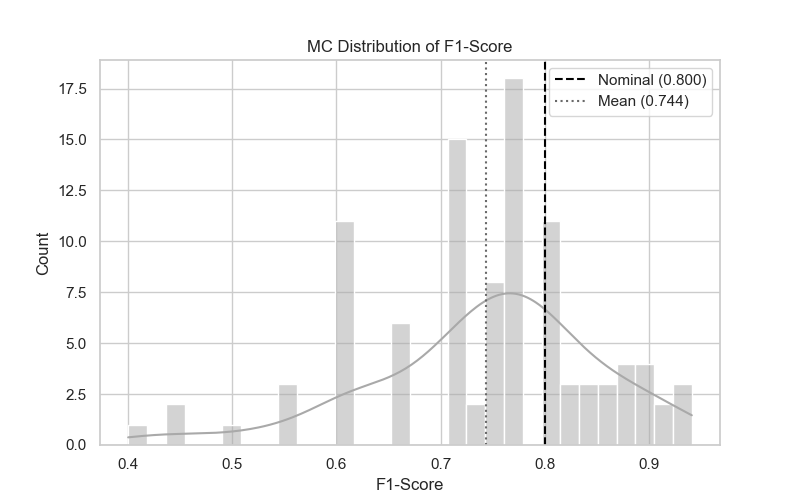 MC Distribution of F1-Score
Nominal (0.800)
Mean (0.744)
Count
17.5
15.0
12.5
10.0
7.5
5.0
2.5
0.0
0.4 0.5 0.6 0.7 0.8 0.9
F1-Score